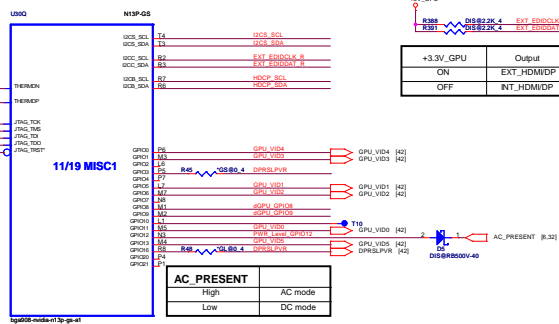 U30Q
N13P-GS
I2CS_SCL T4 I2CS_SCL
I2CS_SDA T3 I2CS_SDA
I2CC_SCL R2 EXT_EDIDCLK_R
I2CC_SDA R3 EXT_EDIDDAT_R
I2CB_SCL R7 HDCP_SCL
I2CB_SDA R6 HDCP_SDA
THERMDN
THERMDP
JTAG_TCK
JTAG_TMS
JTAG_TDI
JTAG_TDO
JTAG_TRST*
11/19 MISC1
GPIO0 P6 GPU_VID4 GPU_VID4 [42]
GPIO1 M3 GPU_VID3 GPU_VID3 [42]
GPIO2 L6
GPIO3 P5 R45 *GS@0_4 DPRSLPVR
GPIO4 P7
GPIO5 L7 GPU_VID1 GPU_VID1 [42]
GPIO6 M7 GPU_VID2 GPU_VID2 [42]
GPIO7 N8
GPIO8 M1 dGPU_GPIO8
GPIO9 M2 dGPU_GPIO9
GPIO10 L1 T10
GPIO11 M5 GPU_VID0 GPU_VID0 [42]
GPIO12 N3 PWR_Level_GPIO12
GPIO13 M4 GPU_VID5 GPU_VID5 [42]
GPIO16 R8 R46 *GL@0_4 DPRSLPVR DPRSLPVR [42]
GPIO20 P4
GPIO21 P1
2 1 AC_PRESENT [6,32]
D5
DIS@RB500V-40
R388 DIS@2.2K_4 EXT_EDIDCLK
R391 DIS@2.2K_4 EXT_EDIDDAT
+3.3V_GPU Output
ON EXT_HDMI/DP
OFF INT_HDMI/DP
AC_PRESENT
High AC mode
Low DC mode
bga908-nvidia-n13p-gs-a1